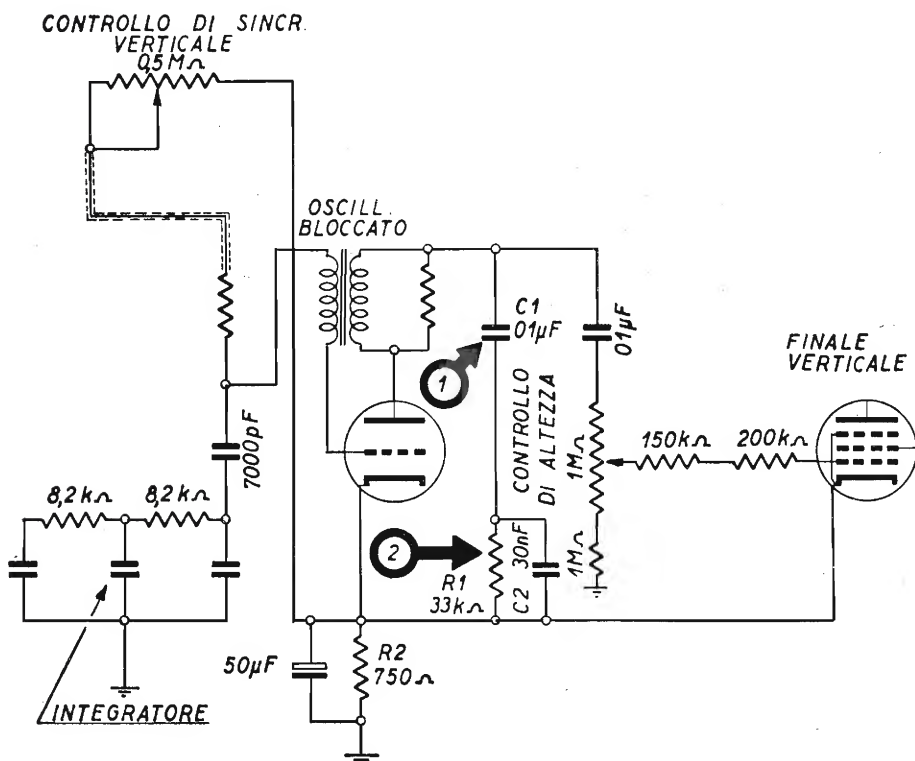 CONTROLLO DI SINCR.
VERTICALE
0,5MΩ
OSCILL.
BLOCCATO
C1
01µF
01µF
1
FINALE
VERTICALE
CONTROLLO
DI ALTEZZA
1MΩ
150kΩ
200kΩ
7000pF
8,2kΩ
8,2kΩ
2
R1
33kΩ
C2 30nF
1MΩ
50µF
R2
750Ω
INTEGRATORE